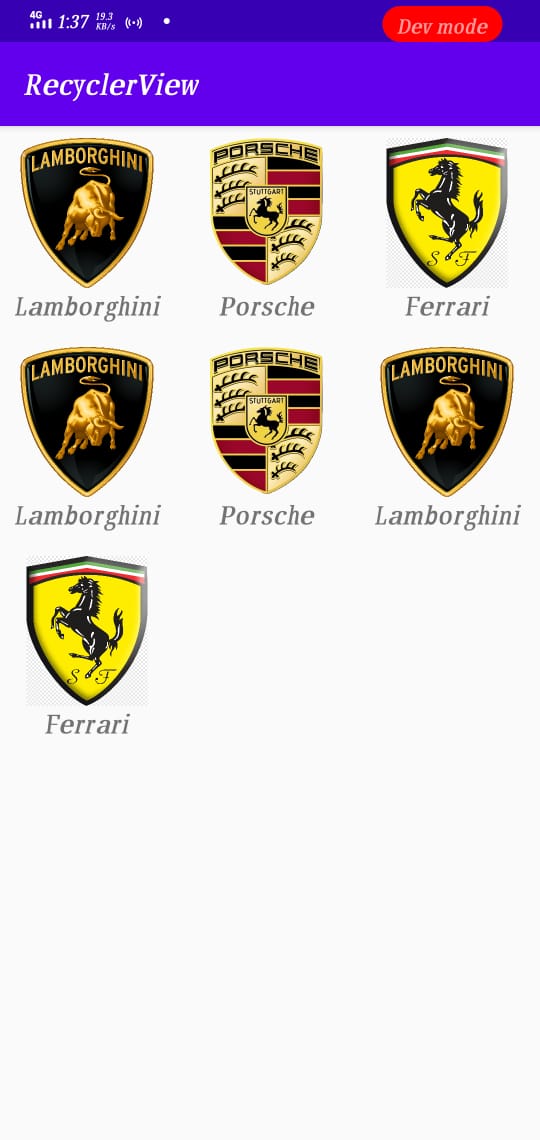 4G 1:37 19.3 KB/s Dev mode
RecyclerView
LAMBORGHINI PORSCHE STUTTGART S F
Lamborghini Porsche Ferrari
LAMBORGHINI PORSCHE STUTTGART LAMBORGHINI
Lamborghini Porsche Lamborghini
S F
Ferrari